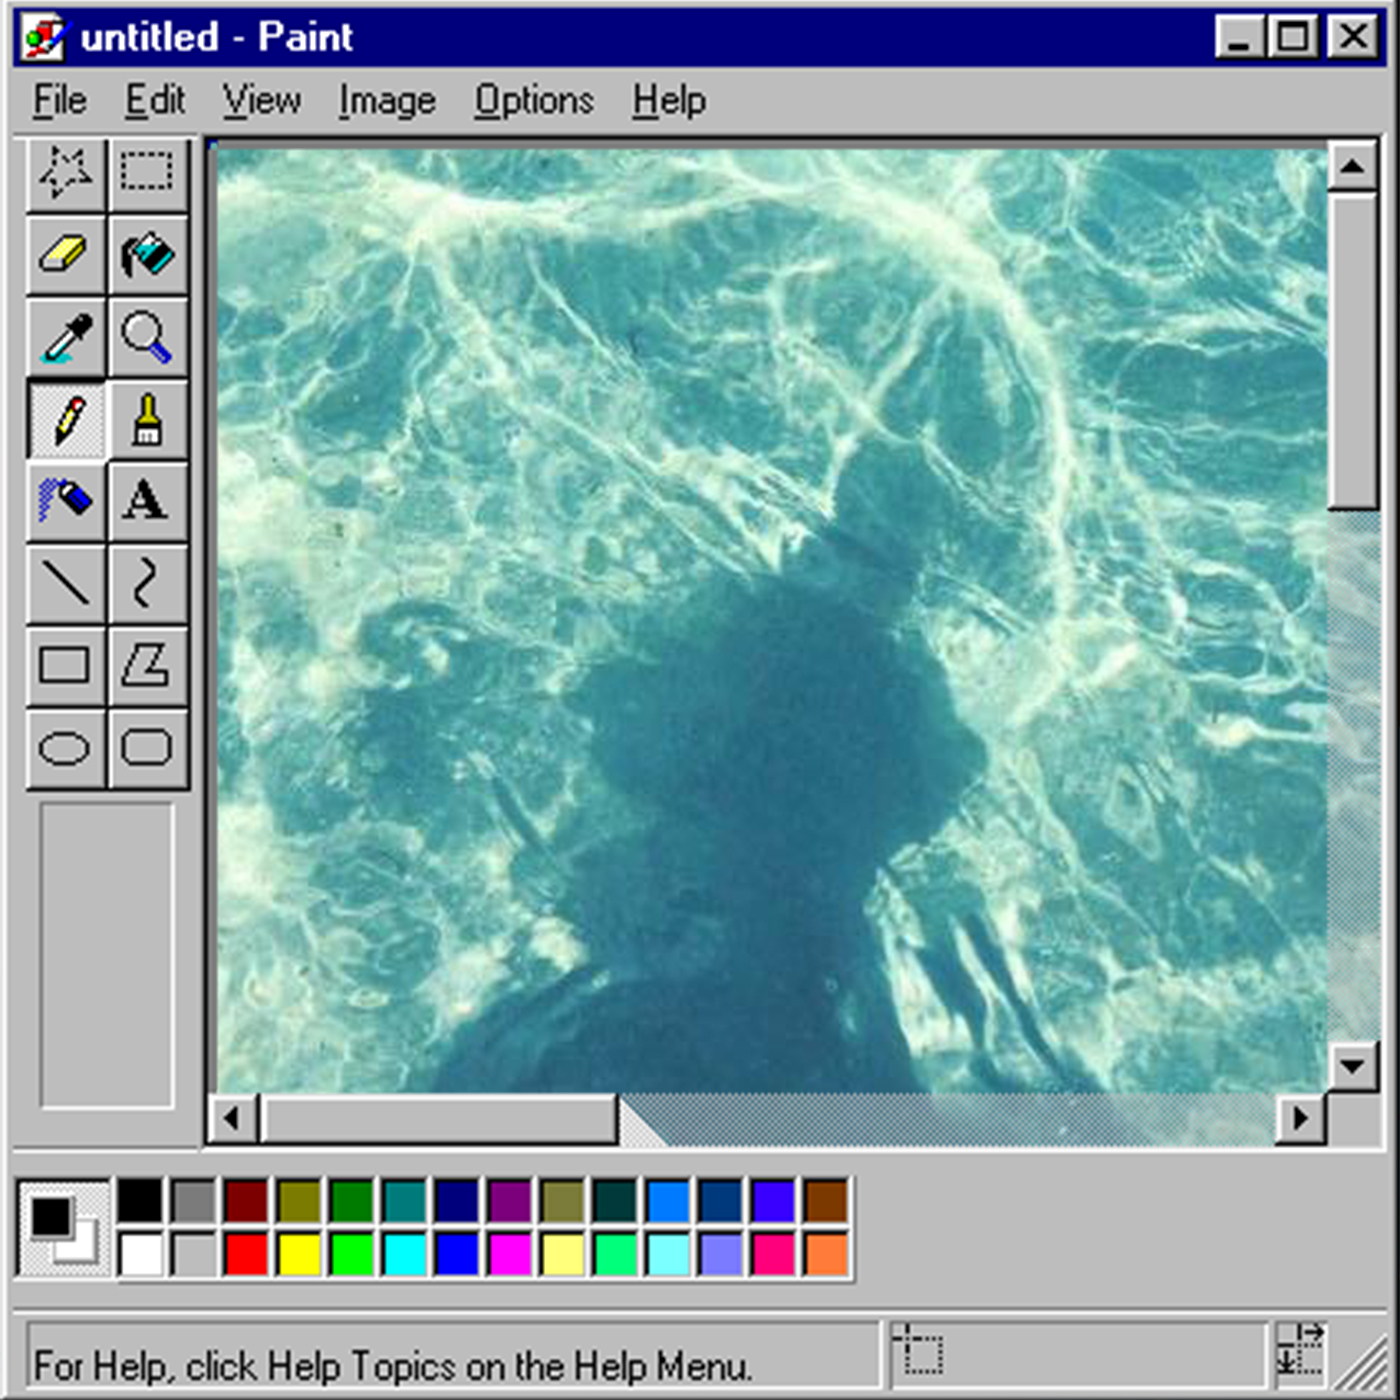 untitled - Paint
File Edit View Image Options Help
A
For Help, click Help Topics on the Help Menu.